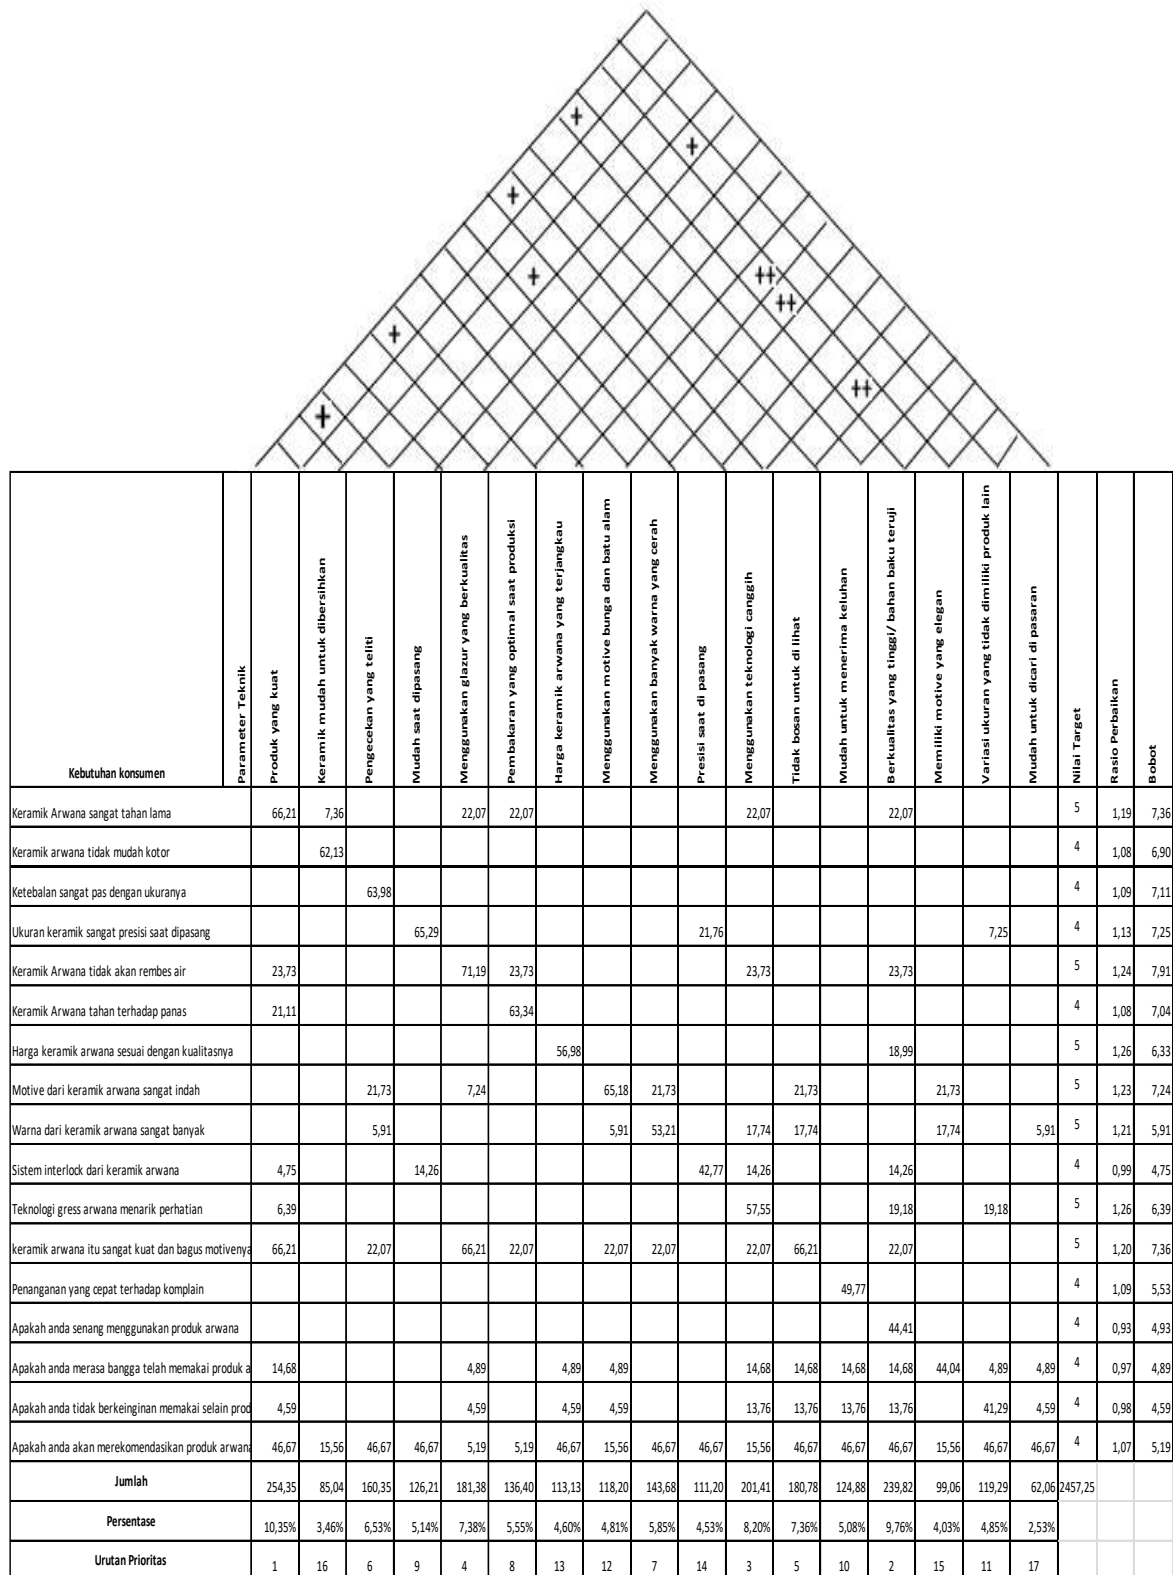 +
+
+
+
++
++
+
++
+
Kebutuhan konsumen
Parameter Teknik
Produk yang kuat
Keramik mudah untuk dibersihkan
Pengecekan yang teliti
Mudah saat dipasang
Menggunakan glazur yang berkualitas
Pembakaran yang optimal saat produksi
Harga keramik arwana yang terjangkau
Menggunakan motive bunga dan batu alam
Menggunakan banyak warna yang cerah
Presisi saat di pasang
Menggunakan teknologi canggih
Tidak bosan untuk di lihat
Mudah untuk menerima keluhan
Berkualitas yang tinggi/ bahan baku teruji
Memiliki motive yang elegan
Variasi ukuran yang tidak dimiliki produk lain
Mudah untuk dicari di pasaran
Nilai Target
Rasio Perbaikan
Bobot
Keramik Arwana sangat tahan lama 66,21 7,36 22,07 22,07 22,07 22,07 5 1,19 7,36
Keramik arwana tidak mudah kotor 62,13 4 1,08 6,90
Ketebalan sangat pas dengan ukuranya 63,98 4 1,09 7,11
Ukuran keramik sangat presisi saat dipasang 65,29 21,76 7,25 4 1,13 7,25
Keramik Arwana tidak akan rembes air 23,73 71,19 23,73 23,73 23,73 5 1,24 7,91
Keramik Arwana tahan terhadap panas 21,11 63,34 4 1,08 7,04
Harga keramik arwana sesuai dengan kualitasnya 56,98 18,99 5 1,26 6,33
Motive dari keramik arwana sangat indah 21,73 7,24 65,18 21,73 21,73 21,73 5 1,23 7,24
Warna dari keramik arwana sangat banyak 5,91 5,91 53,21 17,74 17,74 17,74 5,91 5 1,21 5,91
Sistem interlock dari keramik arwana 4,75 14,26 42,77 14,26 14,26 4 0,99 4,75
Teknologi gress arwana menarik perhatian 6,39 57,55 19,18 19,18 5 1,26 6,39
keramik arwana itu sangat kuat dan bagus motivenya 66,21 22,07 66,21 22,07 22,07 22,07 22,07 66,21 22,07 5 1,20 7,36
Penanganan yang cepat terhadap komplain 49,77 4 1,09 5,53
Apakah anda senang menggunakan produk arwana 44,41 4 0,93 4,93
Apakah anda merasa bangga telah memakai produk a 14,68 4,89 4,89 4,89 14,68 14,68 14,68 14,68 44,04 4,89 4,89 4 0,97 4,89
Apakah anda tidak berkeinginan memakai selain prod 4,59 4,59 4,59 4,59 13,76 13,76 13,76 13,76 41,29 4,59 4 0,98 4,59
Apakah anda akan merekomendasikan produk arwana 46,67 15,56 46,67 46,67 5,19 5,19 46,67 15,56 46,67 46,67 15,56 46,67 46,67 46,67 15,56 46,67 46,67 4 1,07 5,19
Jumlah 254,35 85,04 160,35 126,21 181,38 136,40 113,13 118,20 143,68 111,20 201,41 180,78 124,88 239,82 99,06 119,29 62,06 2457,25
Persentase 10,35% 3,46% 6,53% 5,14% 7,38% 5,55% 4,60% 4,81% 5,85% 4,53% 8,20% 7,36% 5,08% 9,76% 4,03% 4,85% 2,53%
Urutan Prioritas 1 16 6 9 4 8 13 12 7 14 3 5 10 2 15 11 17